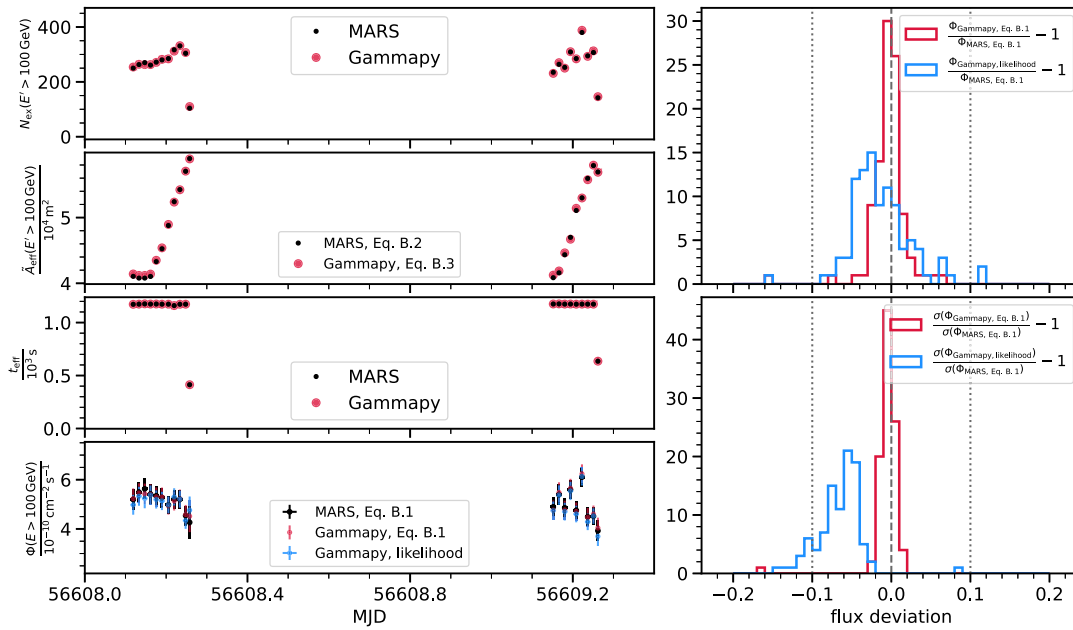 400
200
0
N_ex(E′ > 100 GeV)
MARS
Gammapy
5
4
Ã_eff(E′ > 100 GeV)
10⁴ m²
MARS, Eq. B.2
Gammapy, Eq. B.3
1.0
0.5
0.0
t_eff
10³ s
MARS
Gammapy
6
4
Φ(E > 100 GeV)
10⁻¹⁰ cm⁻² s⁻¹
MARS, Eq. B.1
Gammapy, Eq. B.1
Gammapy, likelihood
56608.0 56608.4 56608.8 56609.2
MJD
30
25
20
15
10
5
0
Φ_Gammapy, Eq. B.1 / Φ_MARS, Eq. B.1 − 1
Φ_Gammapy, likelihood / Φ_MARS, Eq. B.1 − 1
40
30
20
10
0
σ(Φ_Gammapy, Eq. B.1) / σ(Φ_MARS, Eq. B.1) − 1
σ(Φ_Gammapy, likelihood) / σ(Φ_MARS, Eq. B.1) − 1
−0.2 −0.1 0.0 0.1 0.2
flux deviation